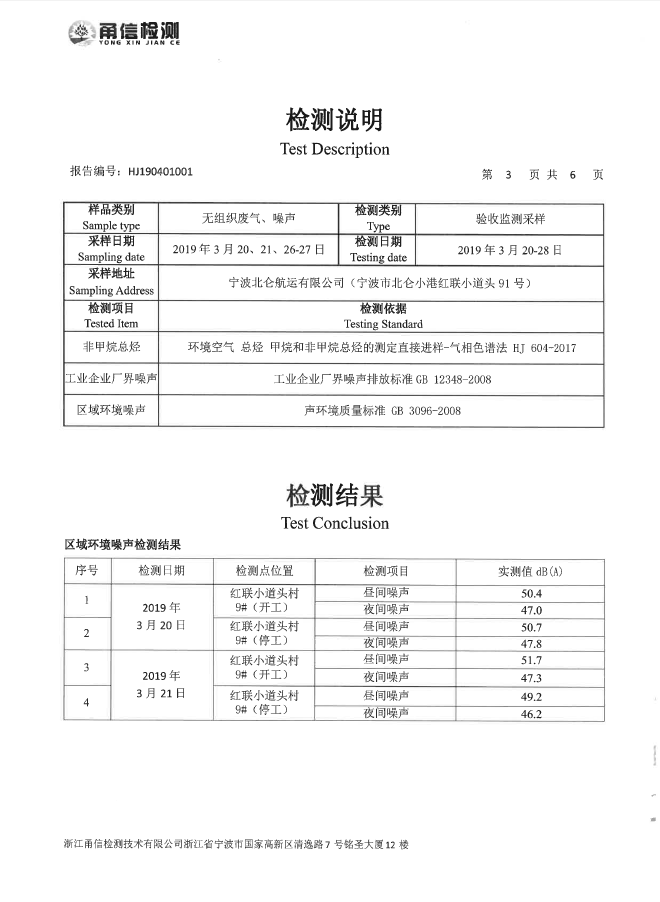 甬信检测
YONG XIN JIAN CE
检测说明
Test Description
报告编号：HJ190401001
第 3 页 共 6 页
样品类别 Sample type 无组织废气、噪声 检测类别 Type 验收监测采样
采样日期 Sampling date 2019 年 3 月 20、21、26-27 日 检测日期 Testing date 2019 年 3 月 20-28 日
采样地址 Sampling Address 宁波北仑航运有限公司（宁波市北仑小港红联小道头 91 号）
检测项目 Tested Item 检测依据 Testing Standard
非甲烷总烃 环境空气 总烃 甲烷和非甲烷总烃的测定直接进样-气相色谱法 HJ 604-2017
工业企业厂界噪声 工业企业厂界噪声排放标准 GB 12348-2008
区域环境噪声 声环境质量标准 GB 3096-2008
检测结果
Test Conclusion
区域环境噪声检测结果
序号 检测日期 检测点位置 检测项目 实测值 dB(A)
1 2019 年 3 月 20 日 红联小道头村 9#（开工） 昼间噪声 50.4
夜间噪声 47.0
2 红联小道头村 9#（停工） 昼间噪声 50.7
夜间噪声 47.8
3 2019 年 3 月 21 日 红联小道头村 9#（开工） 昼间噪声 51.7
夜间噪声 47.3
4 红联小道头村 9#（停工） 昼间噪声 49.2
夜间噪声 46.2
浙江甬信检测技术有限公司浙江省宁波市国家高新区清逸路 7 号铭圣大厦 12 楼